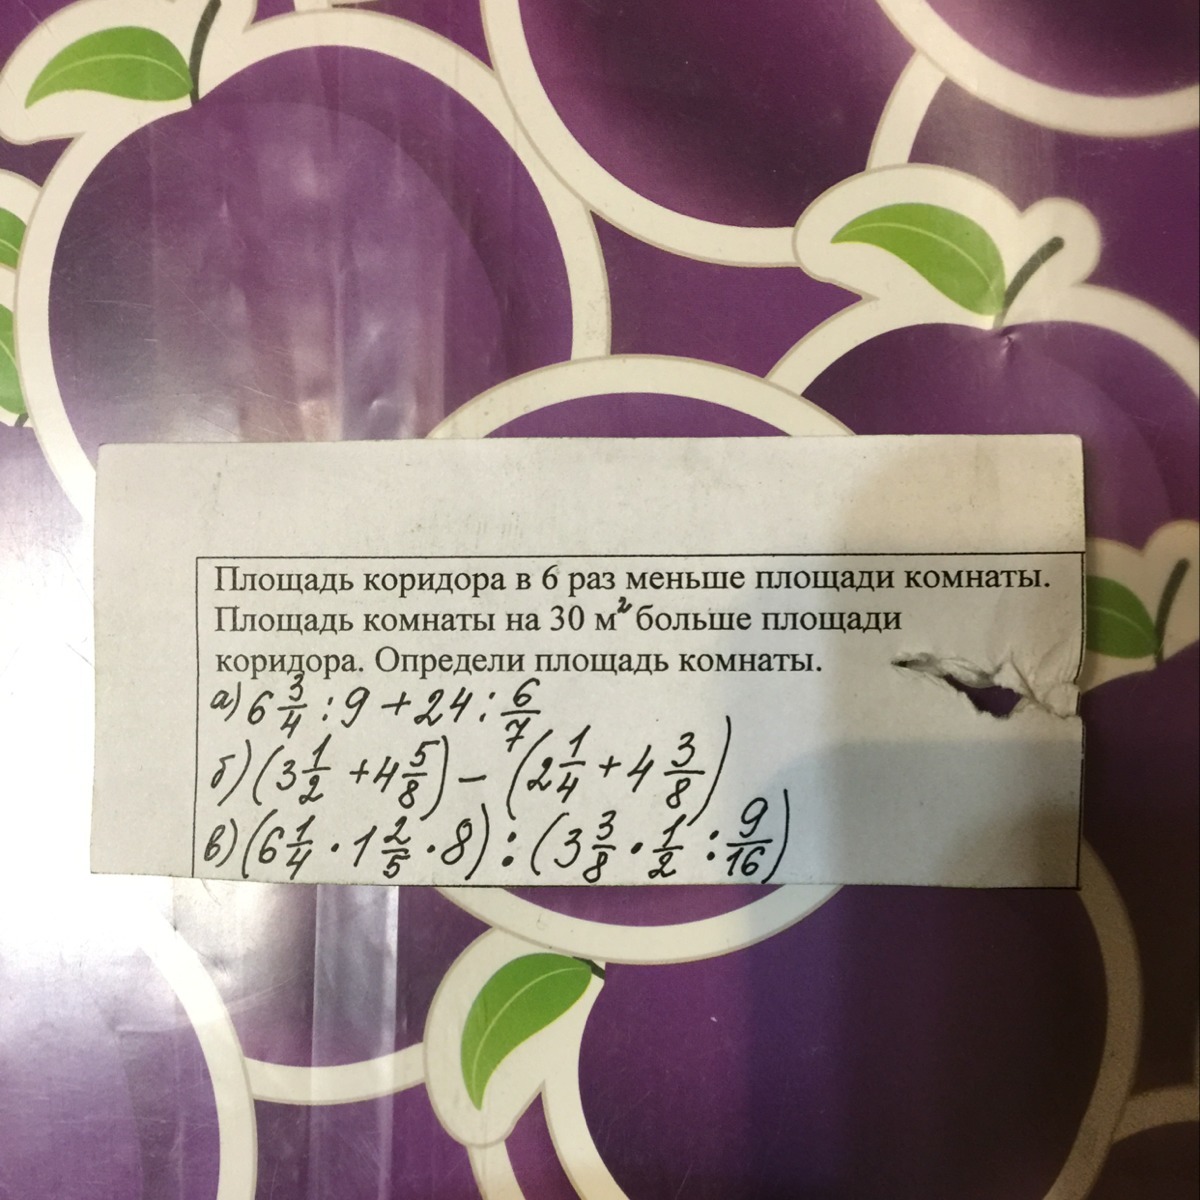 Площадь коридора в 6 раз меньше площади комнаты.
Площадь комнаты на 30 м² больше площади
коридора. Определи площадь комнаты.
а) 6 3/4 : 9 + 24 : 6/7
б) (3 1/2 + 4 5/8) - (2 1/4 + 4 3/8)
в) (6 1/4 · 1 2/5 · 8) : (3 3/8 · 1/2 : 9/16)